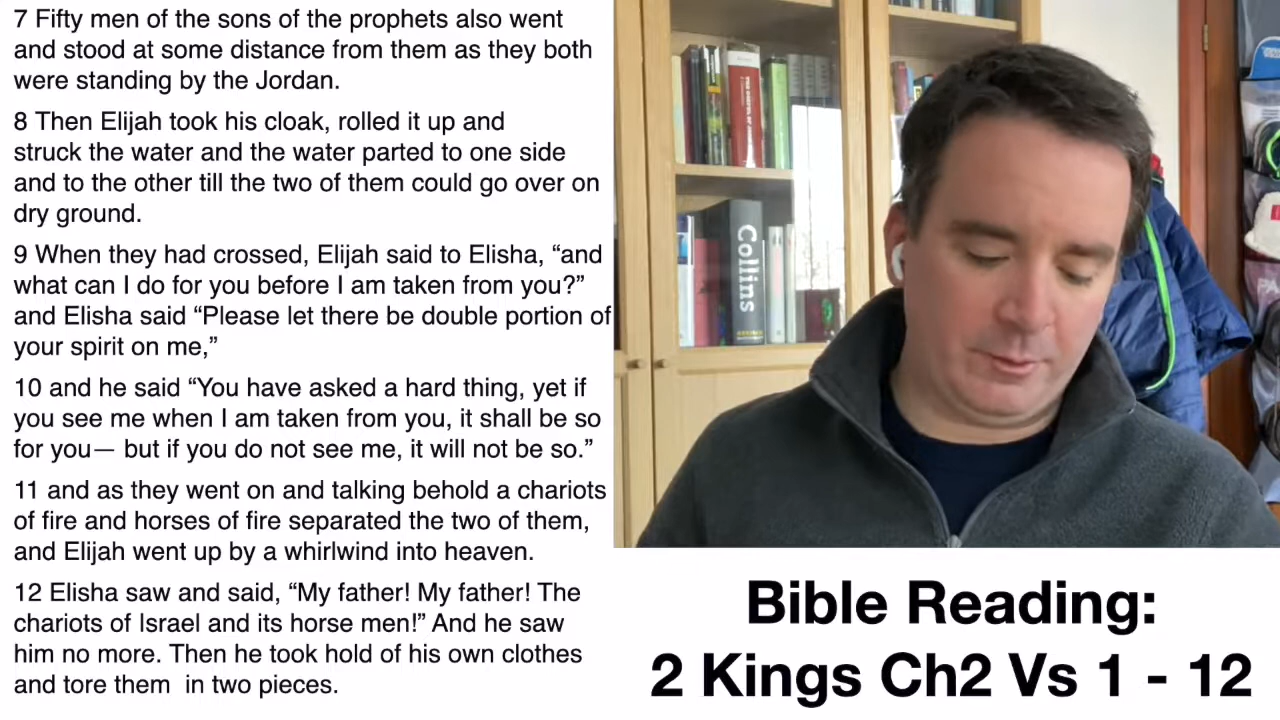 7 Fifty men of the sons of the prophets also went
and stood at some distance from them as they both
were standing by the Jordan.
8 Then Elijah took his cloak, rolled it up and
struck the water and the water parted to one side
and to the other till the two of them could go over on
dry ground.
9 When they had crossed, Elijah said to Elisha, “and
what can I do for you before I am taken from you?”
and Elisha said “Please let there be double portion of
your spirit on me,”
10 and he said “You have asked a hard thing, yet if
you see me when I am taken from you, it shall be so
for you— but if you do not see me, it will not be so.”
11 and as they went on and talking behold a chariots
of fire and horses of fire separated the two of them,
and Elijah went up by a whirlwind into heaven.
12 Elisha saw and said, “My father! My father! The
chariots of Israel and its horse men!” And he saw
him no more. Then he took hold of his own clothes
and tore them  in two pieces.
Collins
Bible Reading:
2 Kings Ch2 Vs 1 - 12